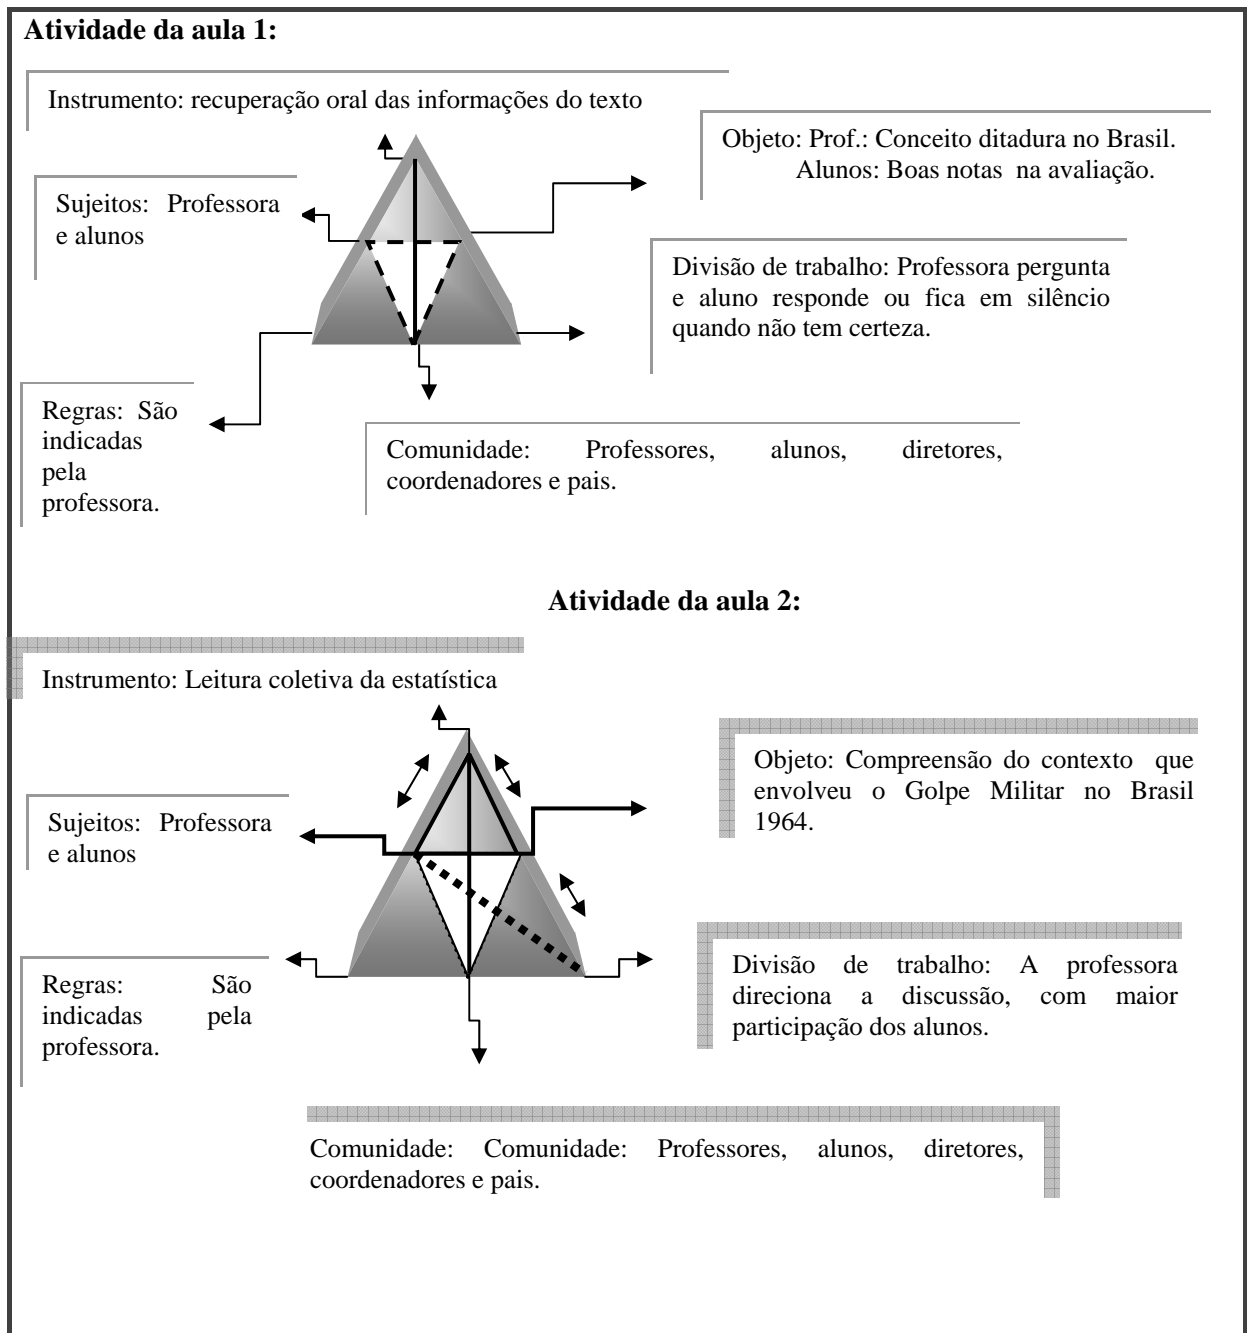 Atividade da aula 1:
Instrumento: recuperação oral das informações do texto
Objeto: Prof.: Conceito ditadura no Brasil.
Alunos: Boas notas na avaliação.
Sujeitos: Professora
e alunos
Divisão de trabalho: Professora pergunta
e aluno responde ou fica em silêncio
quando não tem certeza.
Regras: São
indicadas
pela
professora.
Comunidade: Professores, alunos, diretores,
coordenadores e pais.
Atividade da aula 2:
Instrumento: Leitura coletiva da estatística
Objeto: Compreensão do contexto que
envolveu o Golpe Militar no Brasil
1964.
Sujeitos: Professora
e alunos
Divisão de trabalho: A professora
direciona a discussão, com maior
participação dos alunos.
Regras: São
indicadas pela
professora.
Comunidade: Comunidade: Professores, alunos, diretores,
coordenadores e pais.